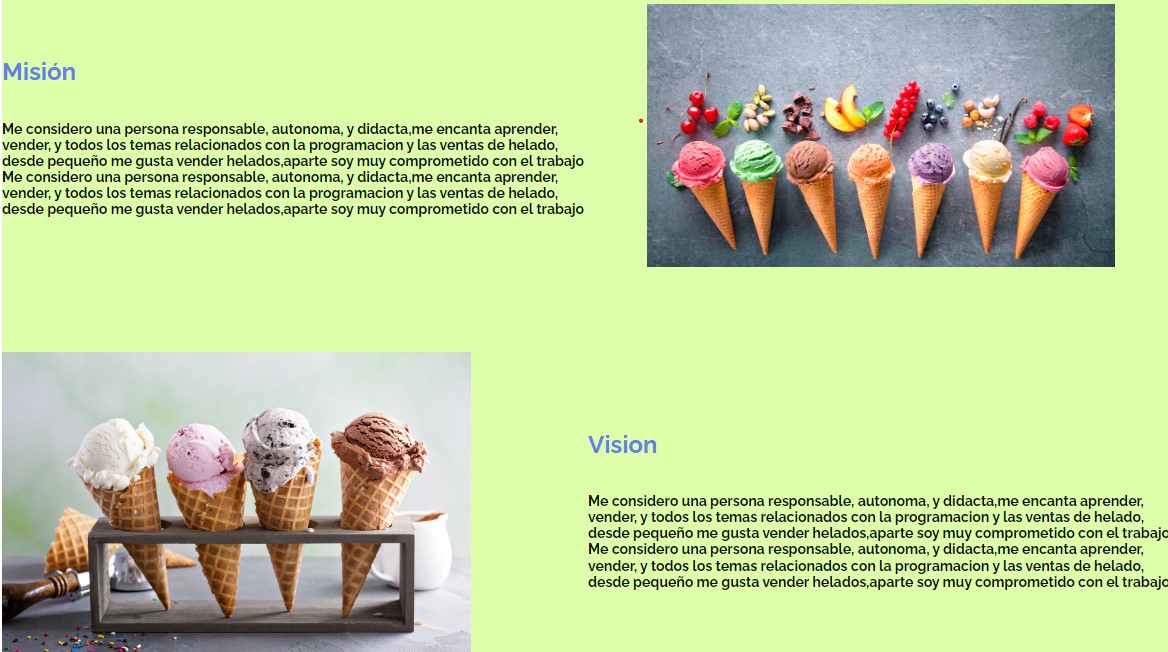 Misión
Me considero una persona responsable, autonoma, y didacta,me encanta aprender,
vender, y todos los temas relacionados con la programacion y las ventas de helado,
desde pequeño me gusta vender helados,aparte soy muy comprometido con el trabajo
Me considero una persona responsable, autonoma, y didacta,me encanta aprender,
vender, y todos los temas relacionados con la programacion y las ventas de helado,
desde pequeño me gusta vender helados,aparte soy muy comprometido con el trabajo
Vision
Me considero una persona responsable, autonoma, y didacta,me encanta aprender,
vender, y todos los temas relacionados con la programacion y las ventas de helado,
desde pequeño me gusta vender helados,aparte soy muy comprometido con el trabajo
Me considero una persona responsable, autonoma, y didacta,me encanta aprender,
vender, y todos los temas relacionados con la programacion y las ventas de helado,
desde pequeño me gusta vender helados,aparte soy muy comprometido con el trabajo